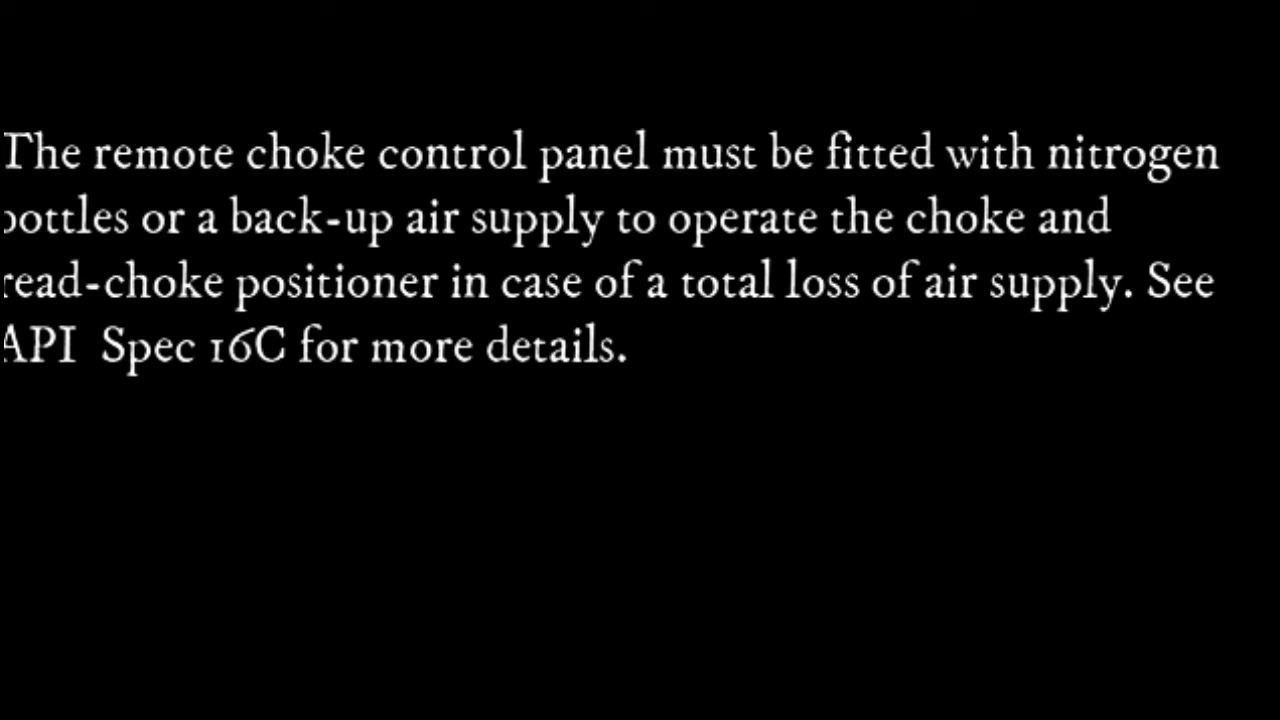 The remote choke control panel must be fitted with nitrogen
bottles or a back-up air supply to operate the choke and
read-choke positioner in case of a total loss of air supply. See
API  Spec 16C for more details.